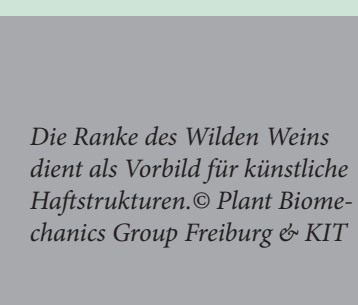 Die Ranke des Wilden Weins
dient als Vorbild für künstliche
Haftstrukturen.© Plant Biome-
chanics Group Freiburg & KIT